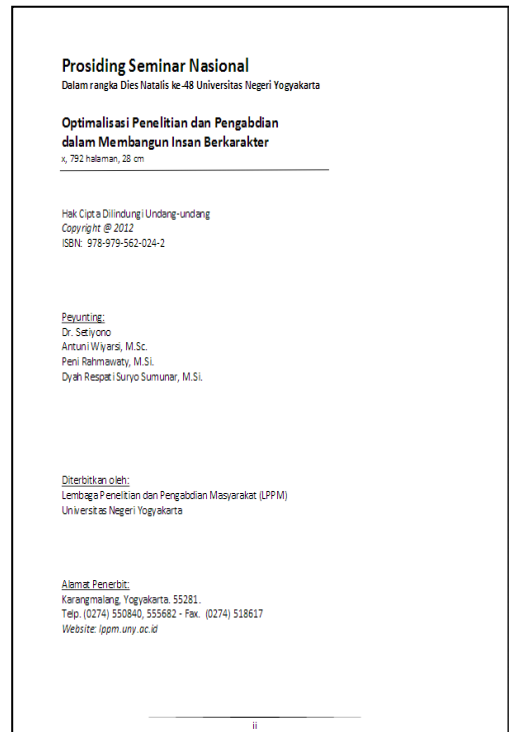 Prosiding Seminar Nasional
Dalam rangka Dies Natalis ke-48 Universitas Negeri Yogyakarta
Optimalisasi Penelitian dan Pengabdian
dalam Membangun Insan Berkarakter
x, 792 halaman, 28 cm
Hak Cipta Dilindungi Undang-undang
Copyright @ 2012
ISBN: 978-979-562-024-2
Peyunting:
Dr. Setiyono
Antuni Wiyarsi, M.Sc.
Peni Rahmawaty, M.Si.
Dyah Respati Suryo Sumunar, M.Si.
Diterbitkan oleh:
Lembaga Penelitian dan Pengabdian Masyarakat (LPPM)
Universitas Negeri Yogyakarta
Alamat Penerbit:
Karangmalang, Yogyakarta. 55281.
Telp. (0274) 550840, 555682 - Fax. (0274) 518617
Website: lppm.uny.ac.id
ii